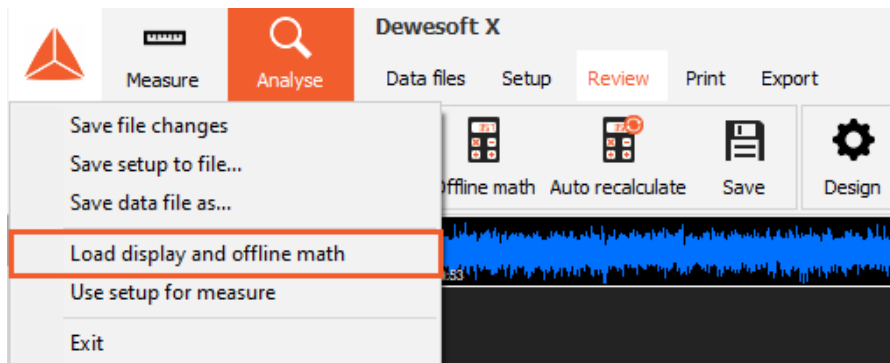 Dewesoft X
Measure
Analyse
Data files Setup Review Print Export
Save file changes
Save setup to file...
Save data file as...
Load display and offline math
Use setup for measure
Exit
ffline math Auto recalculate Save Design
:53